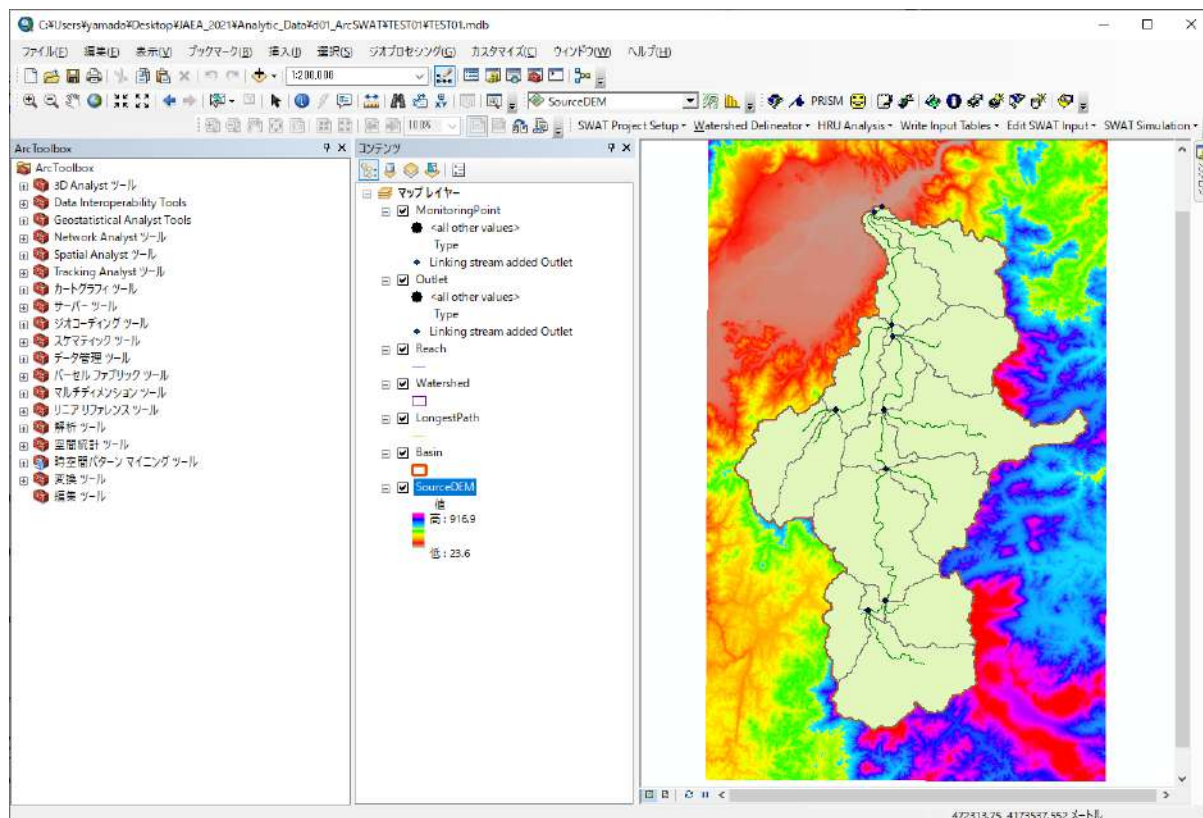 C:¥Users¥yamado¥Desktop¥JAEA_2021¥Analytic_Data¥d01_ArcSWAT¥TEST01¥TEST01.mdb
ファイル(F) 編集(E) 表示(V) ブックマーク(B) 挿入(I) 選択(S) ジオプロセシング(G) カスタマイズ(C) ウィンドウ(W) ヘルプ(H)
1:200,000
SourceDEM PRISM
100% SWAT Project Setup Watershed Delineator HRU Analysis Write Input Tables Edit SWAT Input SWAT Simulation
ArcToolbox
ArcToolbox
3D Analyst ツール
Data Interoperability Tools
Geostatistical Analyst Tools
Network Analyst ツール
Spatial Analyst ツール
Tracking Analyst ツール
カートグラフィ ツール
サーバー ツール
ジオコーディング ツール
スケマティック ツール
データ管理 ツール
パーセル ファブリック ツール
マルチディメンション ツール
リニア リファレンス ツール
解析 ツール
空間統計 ツール
時空間パターン マイニング ツール
変換 ツール
編集 ツール
コンテンツ
マップ レイヤー
MonitoringPoint
<all other values>
Type
Linking stream added Outlet
Outlet
<all other values>
Type
Linking stream added Outlet
Reach
Watershed
LongestPath
Basin
SourceDEM
値
高 : 916.9
低 : 23.6
472313.75 4173537.552 メートル